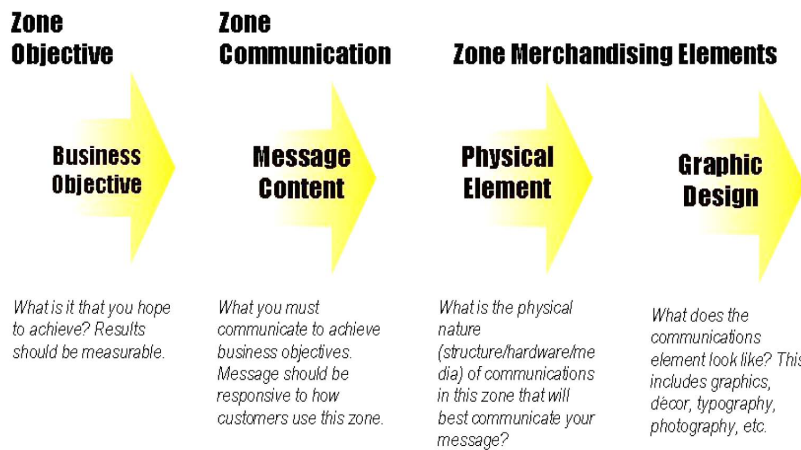 Zone
Objective
Zone
Communication
Zone Merchandising Elements
Business
Objective
Message
Content
Physical
Element
Graphic
Design
What is it that you hope
to achieve? Results
should be measurable.
What you must
communicate to achieve
business objectives.
Message should be
responsive to how
customers use this zone.
What is the physical
nature
(structure/hardware/me
dia) of communications
in this zone that will
best communicate your
message?
What does the
communications
element look like? This
includes graphics,
dècor, typography,
photography, etc.